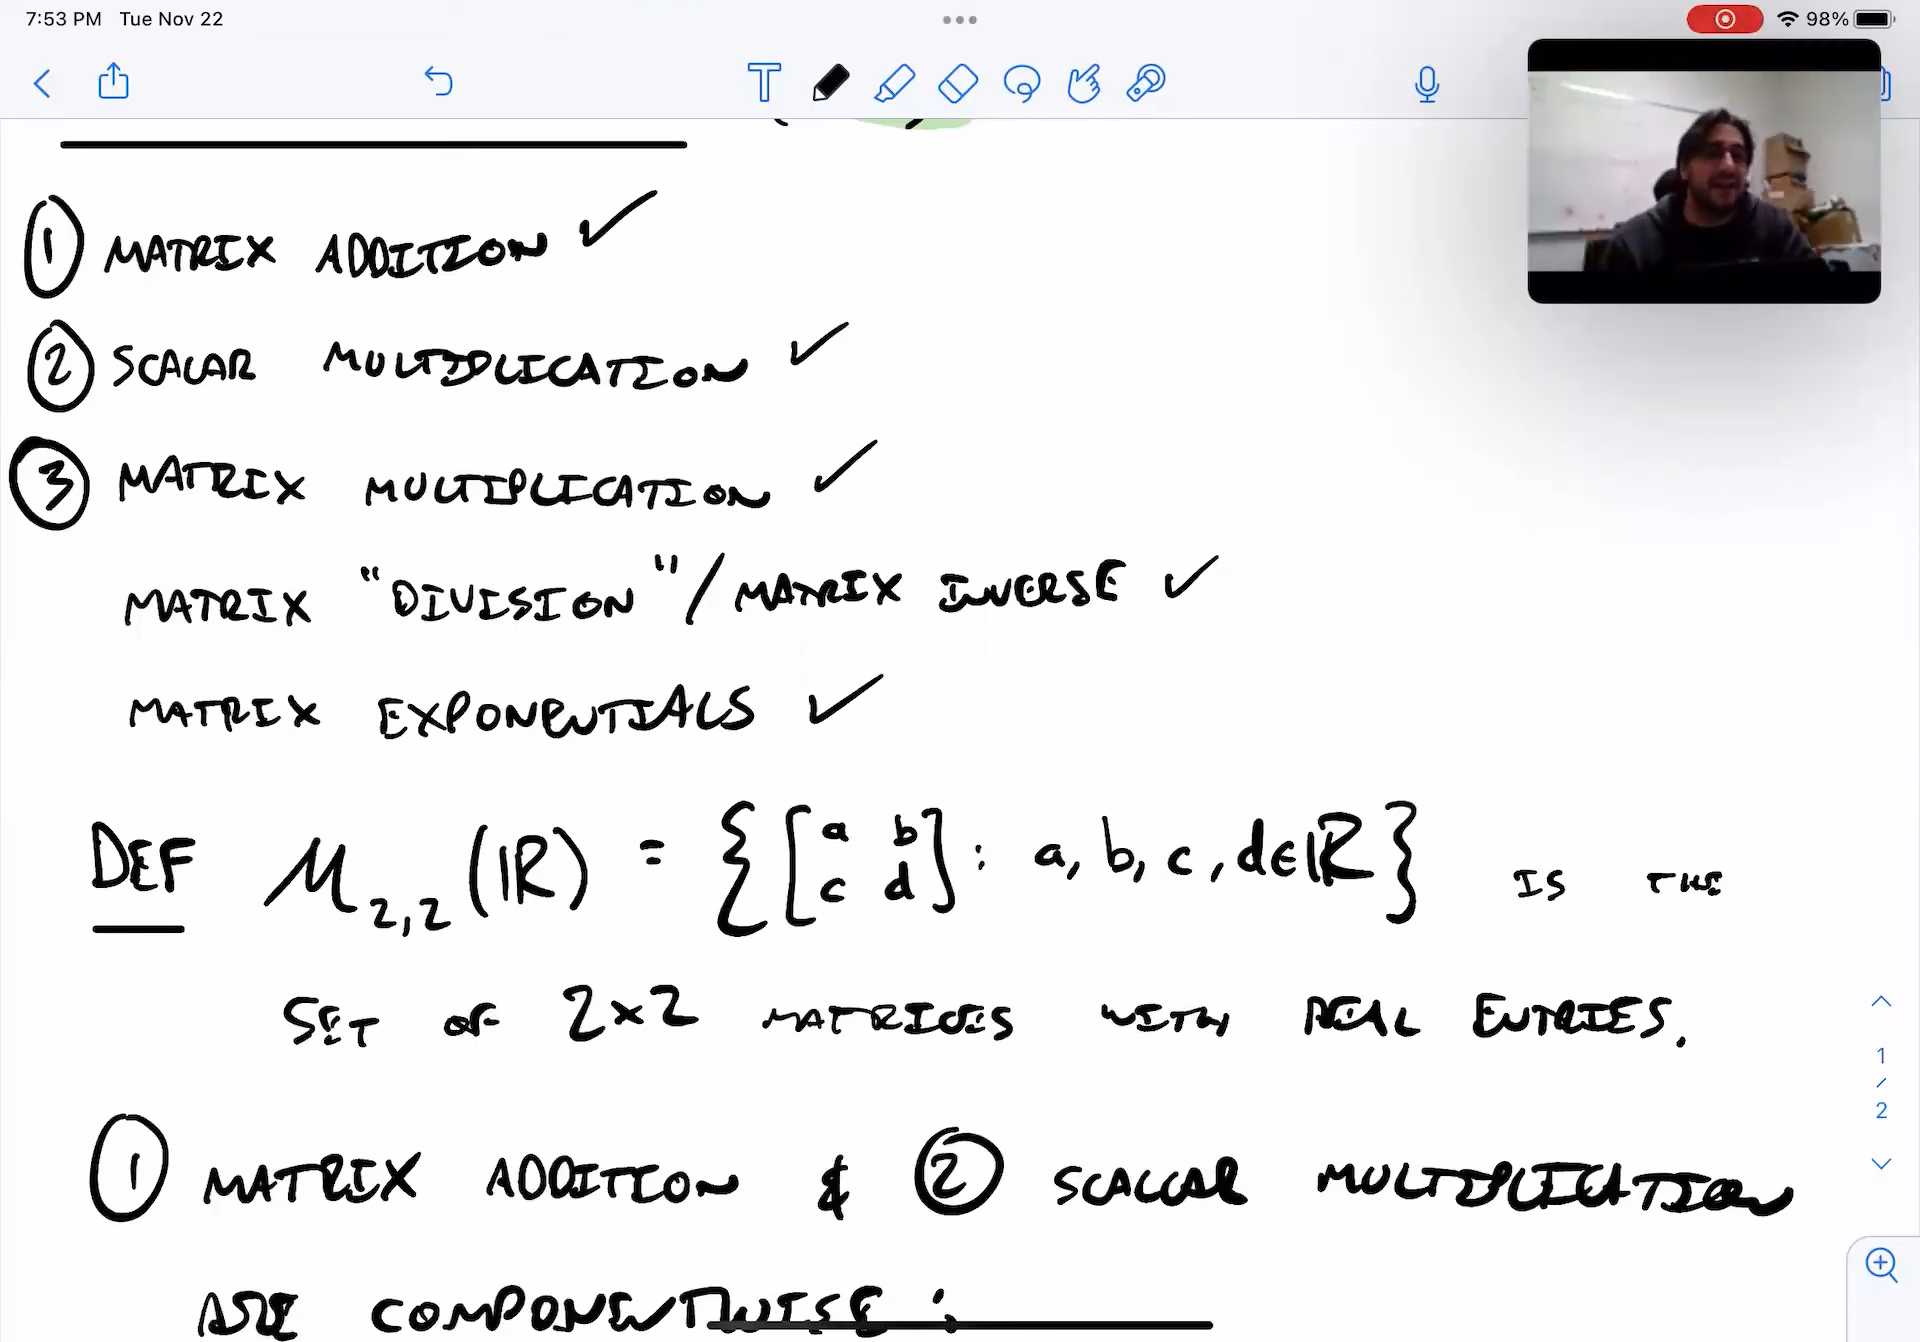 7:53 PM Tue Nov 22
98%
① MATRIX ADDITION ✓
② SCALAR MULTIPLICATION ✓
③ MATRIX MULTIPLICATION ✓
MATRIX "DIVISION"/MATRIX INVERSE ✓
MATRIX EXPONENTIALS ✓
DEF M₂,₂(ℝ) = {[a b; c d] : a, b, c, d ∈ ℝ} IS THE
SET OF 2×2 MATRICES WITH REAL ENTRIES.
① MATRIX ADDITION & ② SCALAR MULTIPLICATION
ARE COMPONENTWISE:
1
/
2